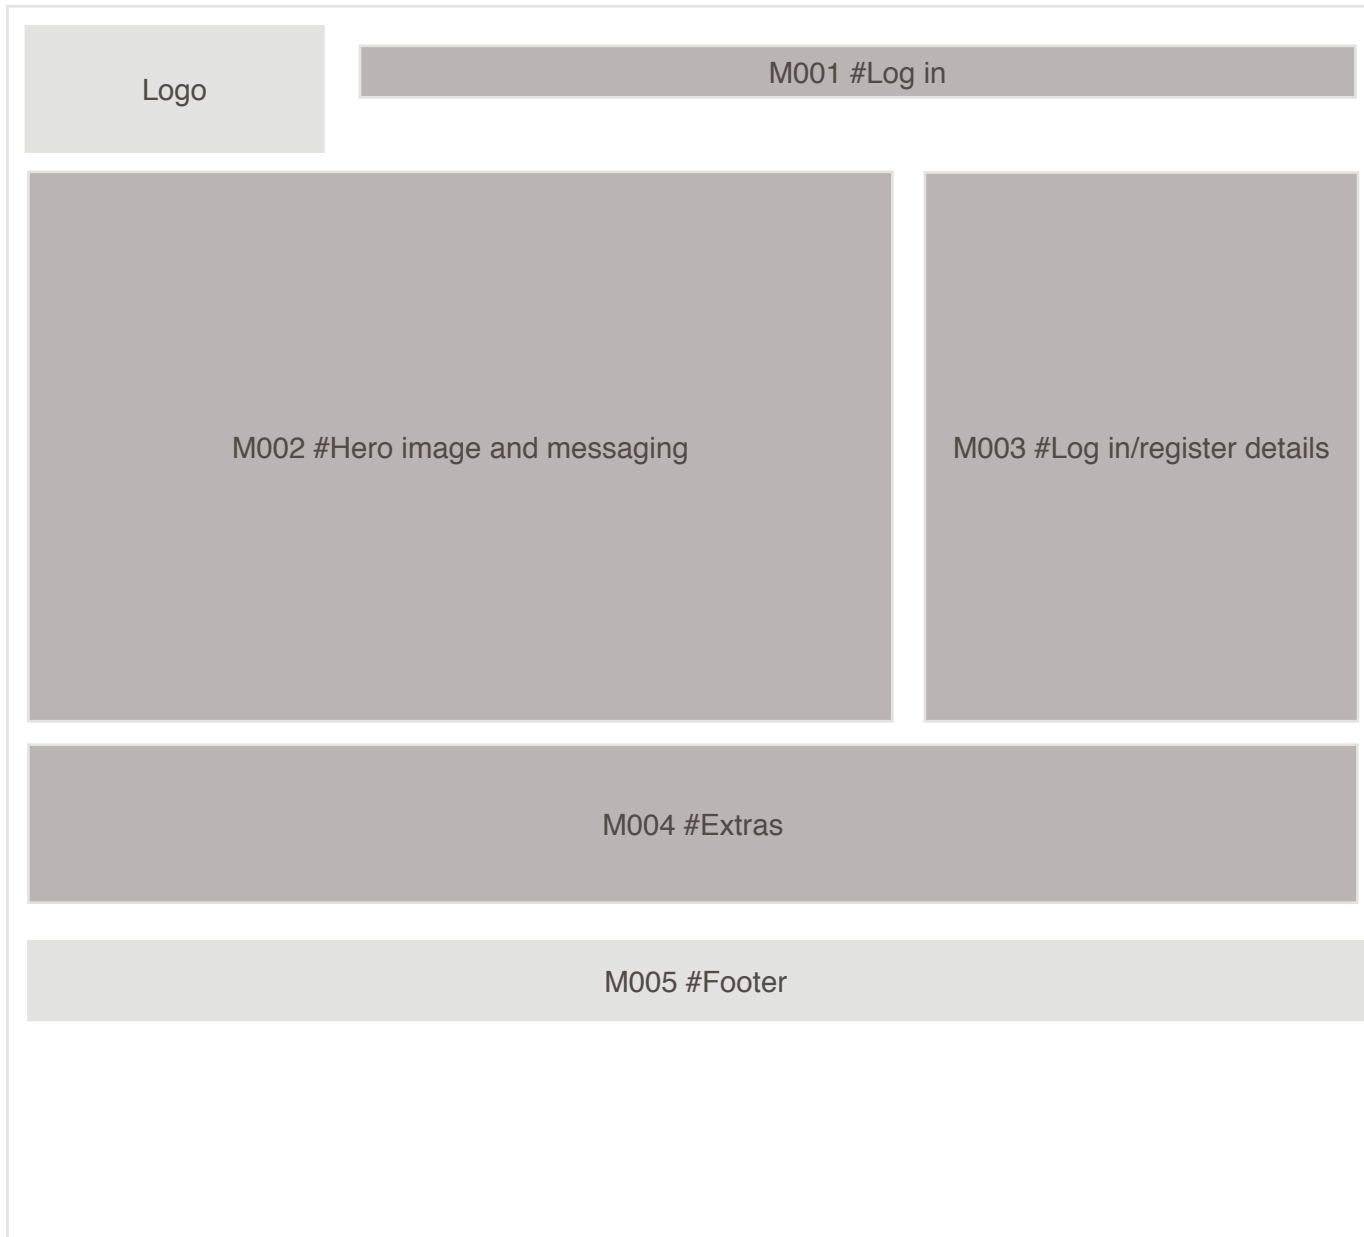 Logo
M001 #Log in
M002 #Hero image and messaging
M003 #Log in/register details
M004 #Extras
M005 #Footer